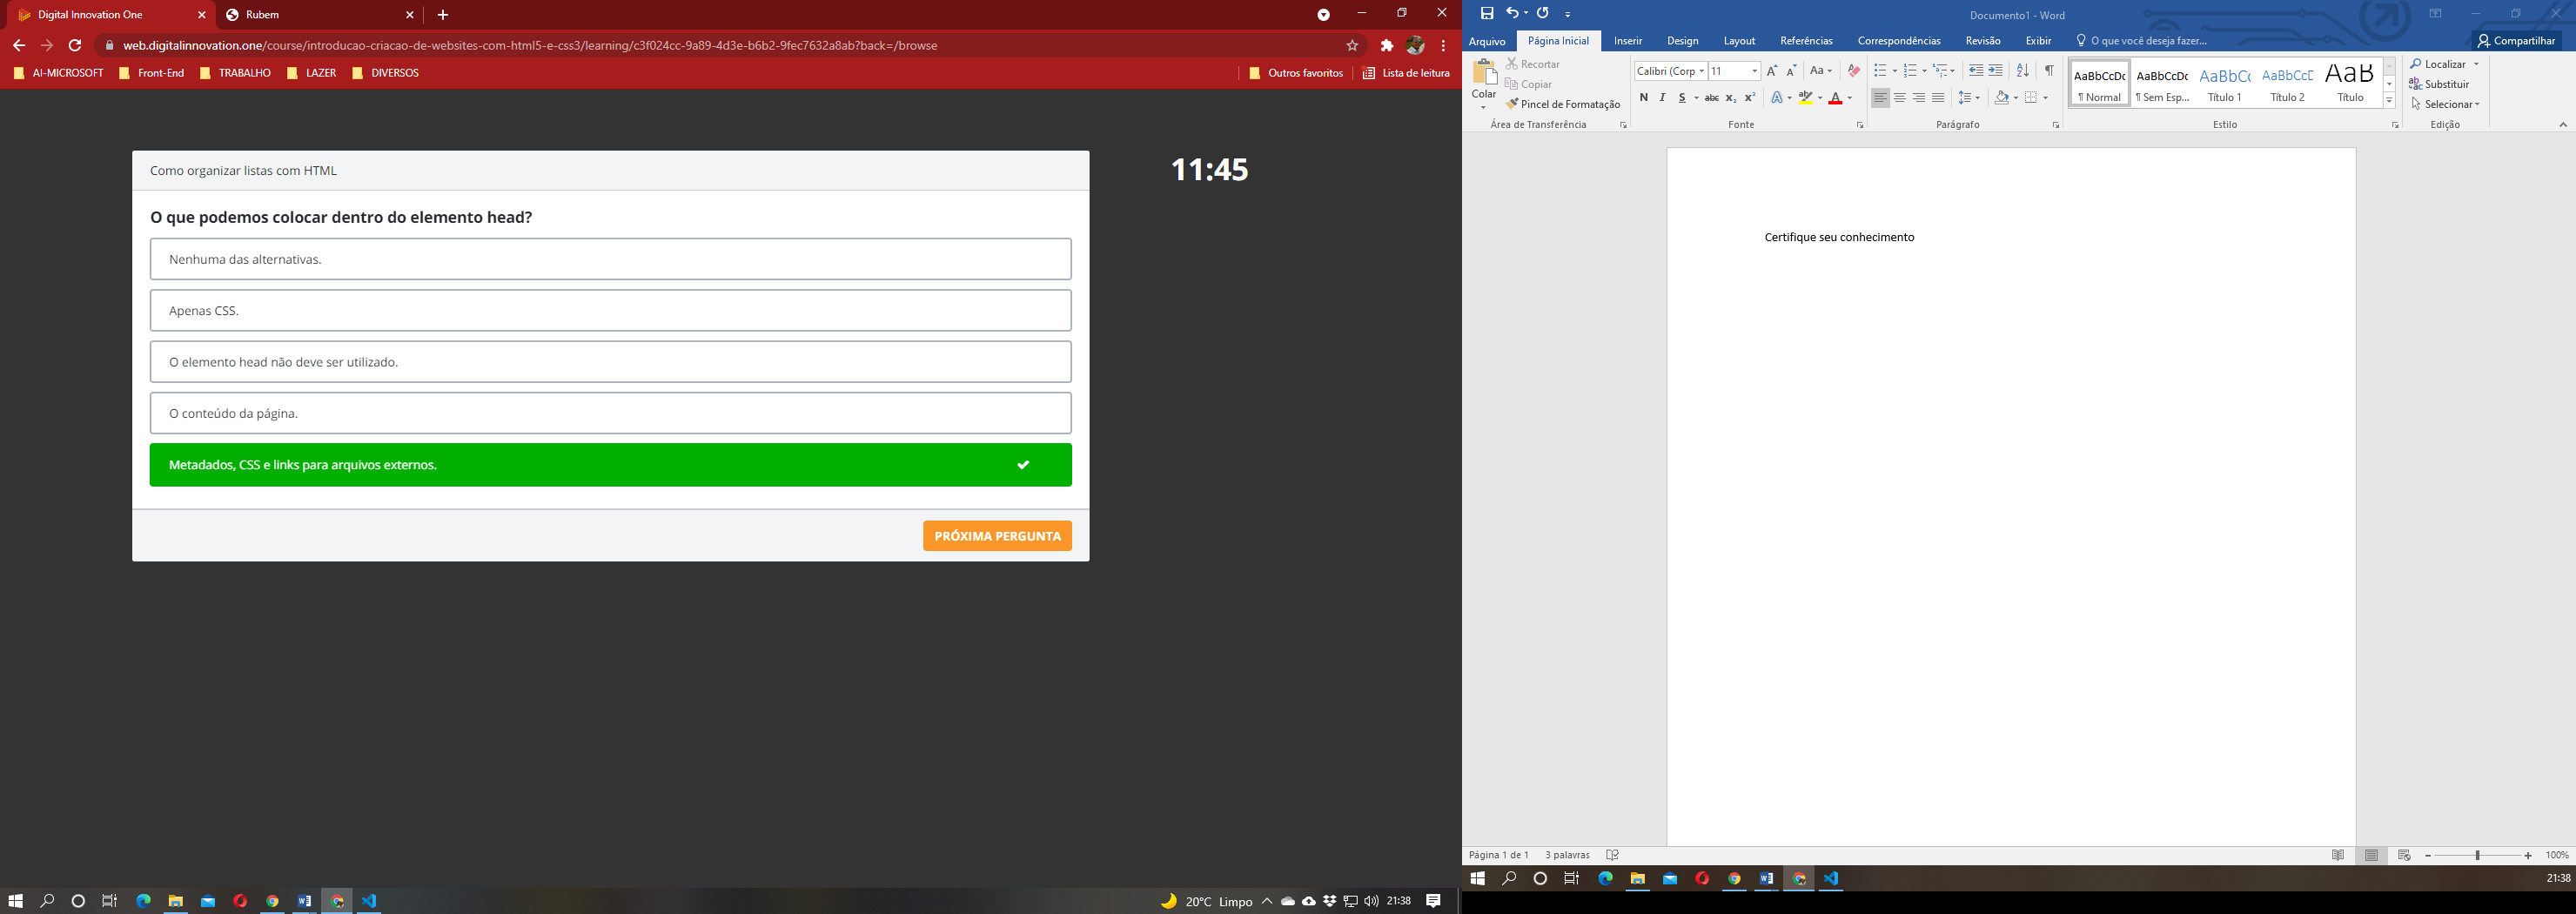 Digital Innovation One
Rubem
web.digitalinnovation.one/course/introducao-criacao-de-websites-com-html5-e-css3/learning/c3f024cc-9a89-4d3e-b6b2-9fec7632a8ab?back=/browse
AI-MICROSOFT Front-End TRABALHO LAZER DIVERSOS Outros favoritos Lista de leitura
Como organizar listas com HTML
11:45
O que podemos colocar dentro do elemento head?
Nenhuma das alternativas.
Apenas CSS.
O elemento head não deve ser utilizado.
O conteúdo da página.
Metadados, CSS e links para arquivos externos.
PRÓXIMA PERGUNTA
20°C Limpo 21:38
Documento1 - Word
Arquivo Página Inicial Inserir Design Layout Referências Correspondências Revisão Exibir O que você deseja fazer... Compartilhar
Colar
Recortar
Copiar
Pincel de Formatação
Área de Transferência
Calibri (Corp 11 Aa
N I S abc x₂ x²
Fonte
Parágrafo
AaBbCcDc AaBbCcDc AaBbCc AaBbCcD AaB
¶ Normal ¶ Sem Esp... Título 1 Título 2 Título
Estilo
Localizar
Substituir
Selecionar
Edição
Certifique seu conhecimento
Página 1 de 1 3 palavras 100%
21:38